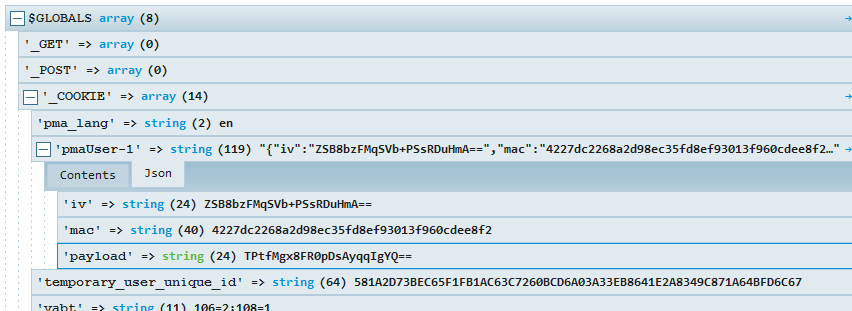 $GLOBALS array (8)
'_GET' => array (0)
'_POST' => array (0)
'_COOKIE' => array (14)
'pma_lang' => string (2) en
'pmaUser-1' => string (119) "{"iv":"ZSB8bzFMqSVb+PSsRDuHmA==","mac":"4227dc2268a2d98ec35fd8ef93013f960cdee8f2…"
Contents Json
'iv' => string (24) ZSB8bzFMqSVb+PSsRDuHmA==
'mac' => string (40) 4227dc2268a2d98ec35fd8ef93013f960cdee8f2
'payload' => string (24) TPtfMgx8FR0pDsAyqqIgYQ==
'temporary_user_unique_id' => string (64) 581A2D73BEC65F1FB1AC63C7260BCD6A03A33EB8641E2A8349C871A64BFD6C67
'vabt' => string (11) 106=2;108=1